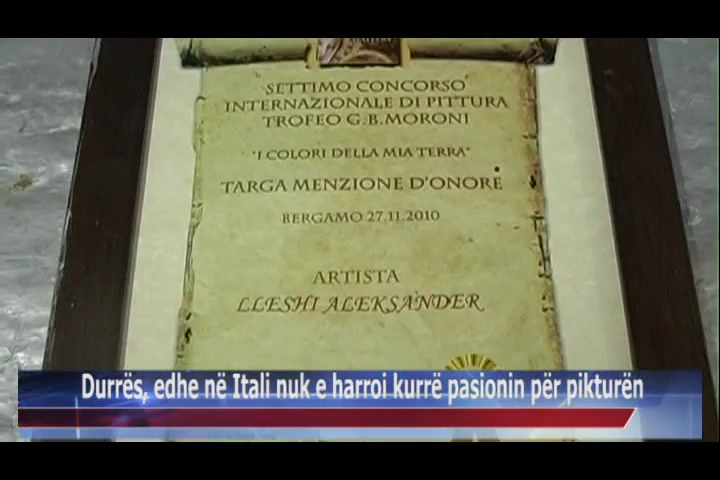 SETTIMO CONCORSO
INTERNAZIONALE DI PITTURA
TROFEO G.B.MORONI
"I COLORI DELLA MIA TERRA"
TARGA MENZIONE D'ONORE
BERGAMO 27.11.2010
ARTISTA
LLESHI ALEKSANDER
Durrës, edhe në Itali nuk e harroi kurrë pasionin për pikturën